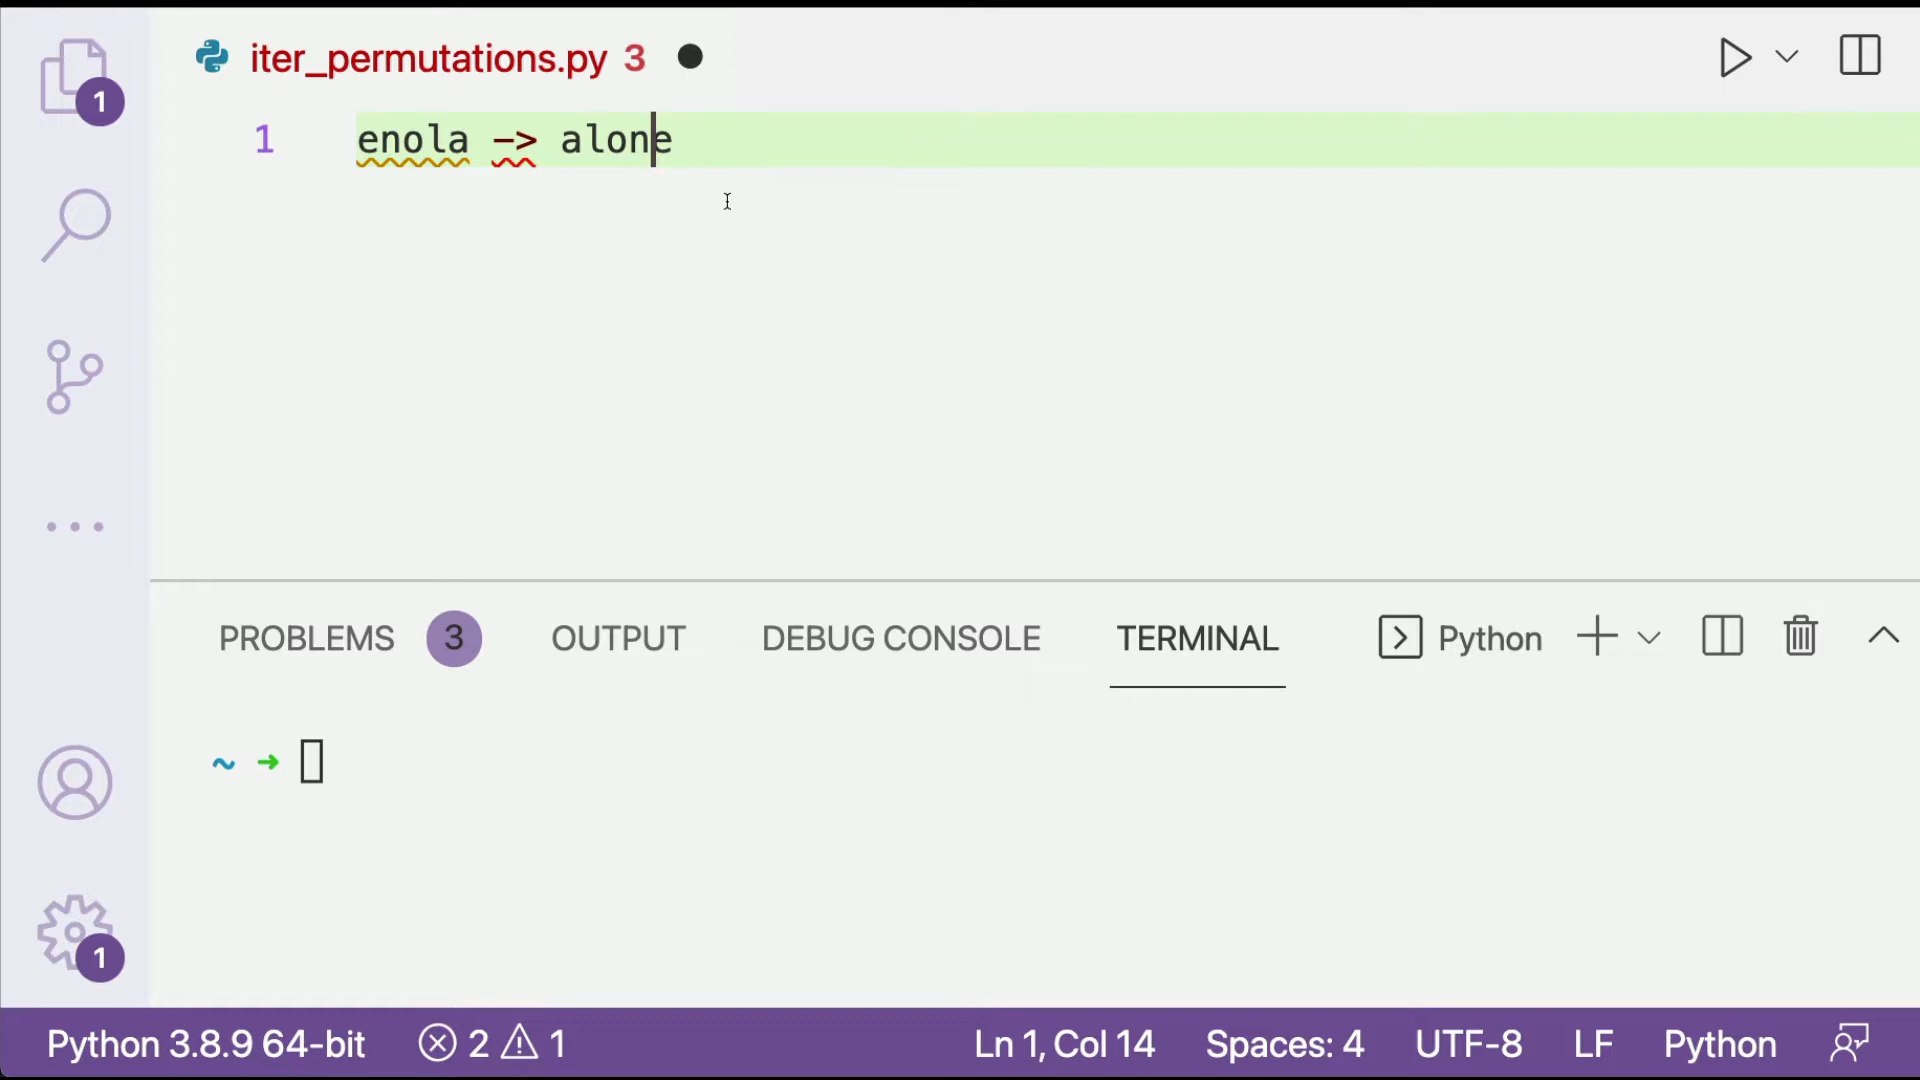 iter_permutations.py 3
1 enola -> alone
1
PROBLEMS 3 OUTPUT DEBUG CONSOLE TERMINAL Python
~ ➜
1
Python 3.8.9 64-bit 2 1 Ln 1, Col 14 Spaces: 4 UTF-8 LF Python